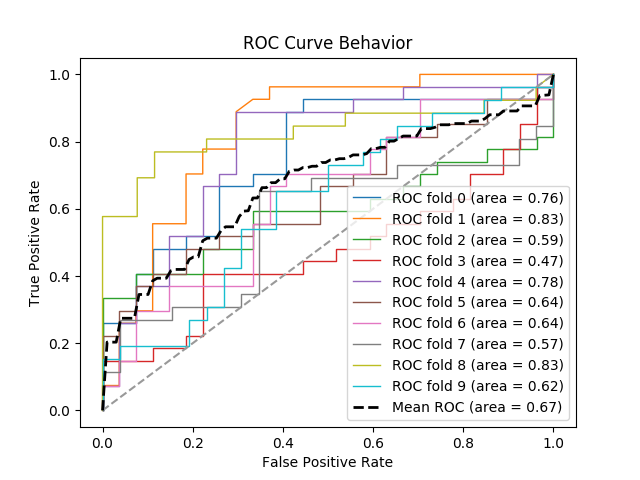 ROC Curve Behavior
True Positive Rate
1.0
0.8
0.6
0.4
0.2
0.0
ROC fold 0 (area = 0.76)
ROC fold 1 (area = 0.83)
ROC fold 2 (area = 0.59)
ROC fold 3 (area = 0.47)
ROC fold 4 (area = 0.78)
ROC fold 5 (area = 0.64)
ROC fold 6 (area = 0.64)
ROC fold 7 (area = 0.57)
ROC fold 8 (area = 0.83)
ROC fold 9 (area = 0.62)
Mean ROC (area = 0.67)
0.0 0.2 0.4 0.6 0.8 1.0
False Positive Rate